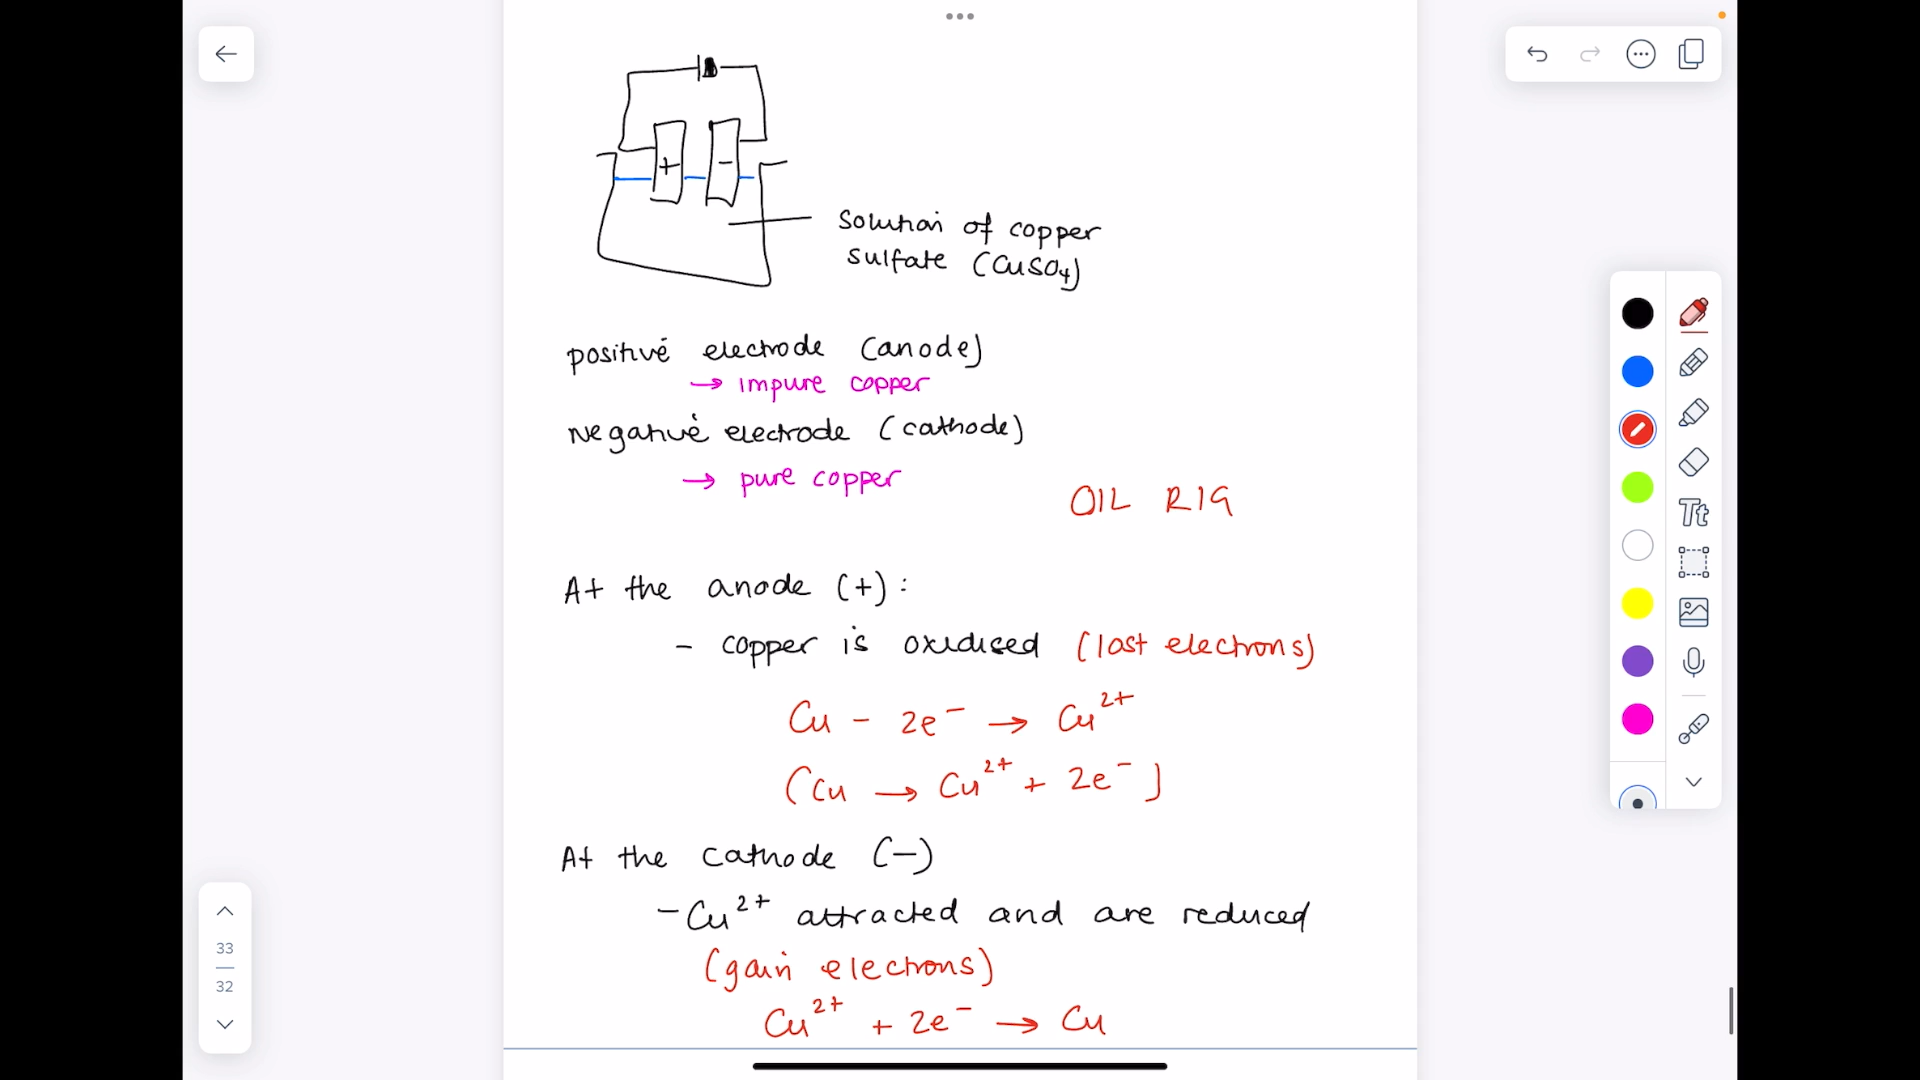 +
-
solution of copper
sulfate (CuSO4)
positive electrode (anode)
→ impure copper
Negative electrode (cathode)
→ pure copper
OIL RIG
At the anode (+):
- copper is oxidised (lost electrons)
Cu - 2e⁻ → Cu²⁺
(Cu → Cu²⁺ + 2e⁻)
At the cathode (-)
- Cu²⁺ attracted and are reduced
(gain electrons)
Cu²⁺ + 2e⁻ → Cu
33
32
Tt